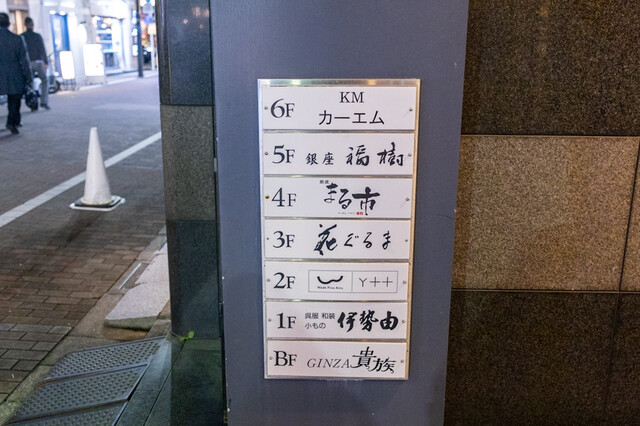 6F
KM
カーエム
5F 銀座 福樹
4F
まる市
3F 花ぐるま
2F
Y++
1F 呉服 和装
小もの 伊勢由
BF GINZA 貴族